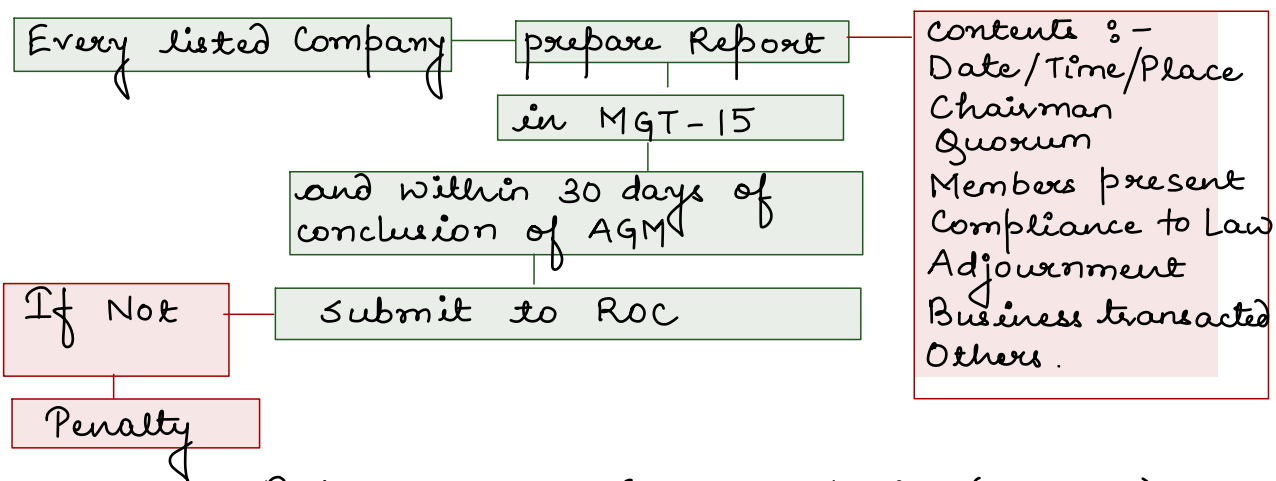 Every listed Company
prepare Report
in MGT-15
and within 30 days of
conclusion of AGM
submit to ROC
If Not
Penalty
Contents :-
Date/Time/Place
Chairman
Quorum
Members present
Compliance to Law
Adjournment
Business transacted
Others.